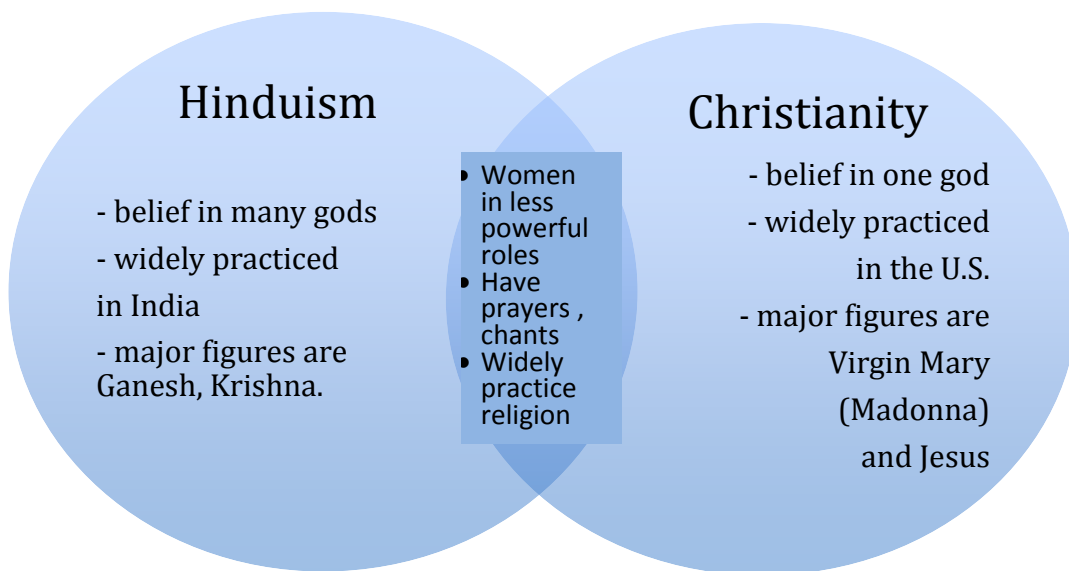 Hinduism
- belief in many gods
- widely practiced
in India
- major figures are
Ganesh, Krishna.
• Women
in less
powerful
roles
• Have
prayers ,
chants
• Widely
practice
religion
Christianity
- belief in one god
- widely practiced
in the U.S.
- major figures are
Virgin Mary
(Madonna)
and Jesus